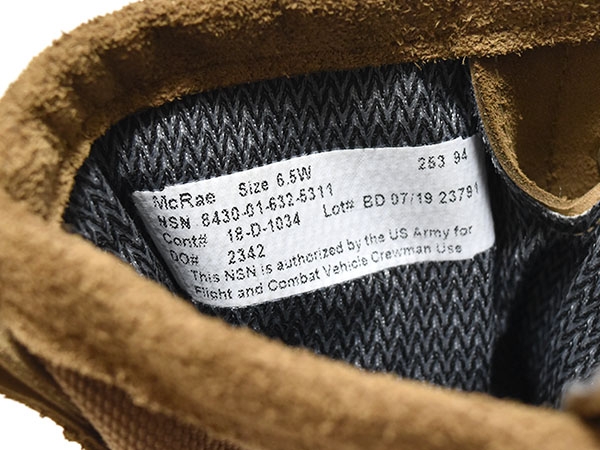 McRae Size 6.5W 253 94
NSN 8430-01-632-5311
Cont# 18-D-1034 Lot# BD 07/19 23791
DO# 2342
This NSN is authorized by the US Army for
Flight and Combat Vehicle Crewman Use